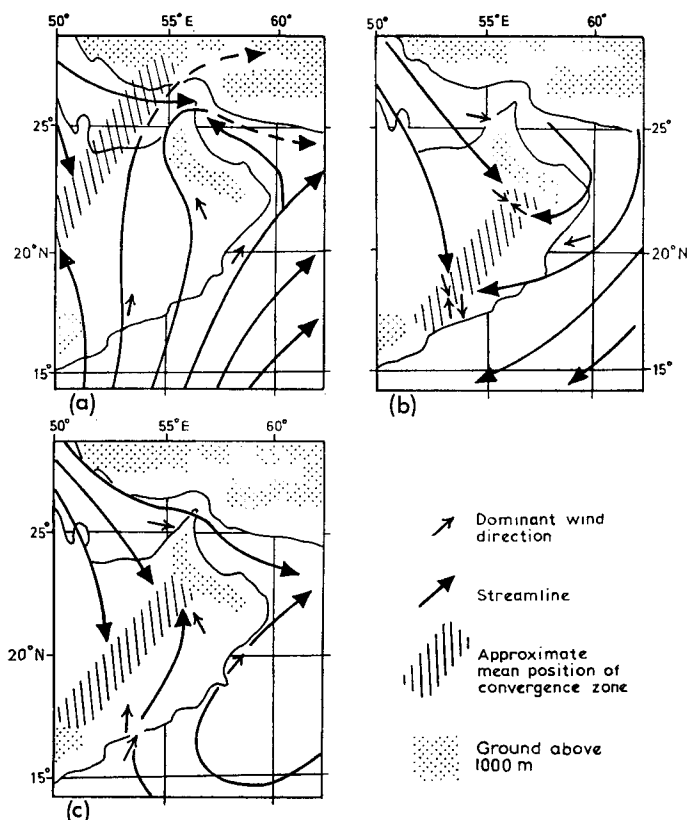 50° 55° 60°
25°
20°N
15°
(a)
50° 55° 60°
25°
20°N
15°
(b)
50° 55°E 60°
25°
20°N
15°
(c)
Dominant wind
direction
Streamline
Approximate
mean position of
convergence zone
Ground above
1000 m